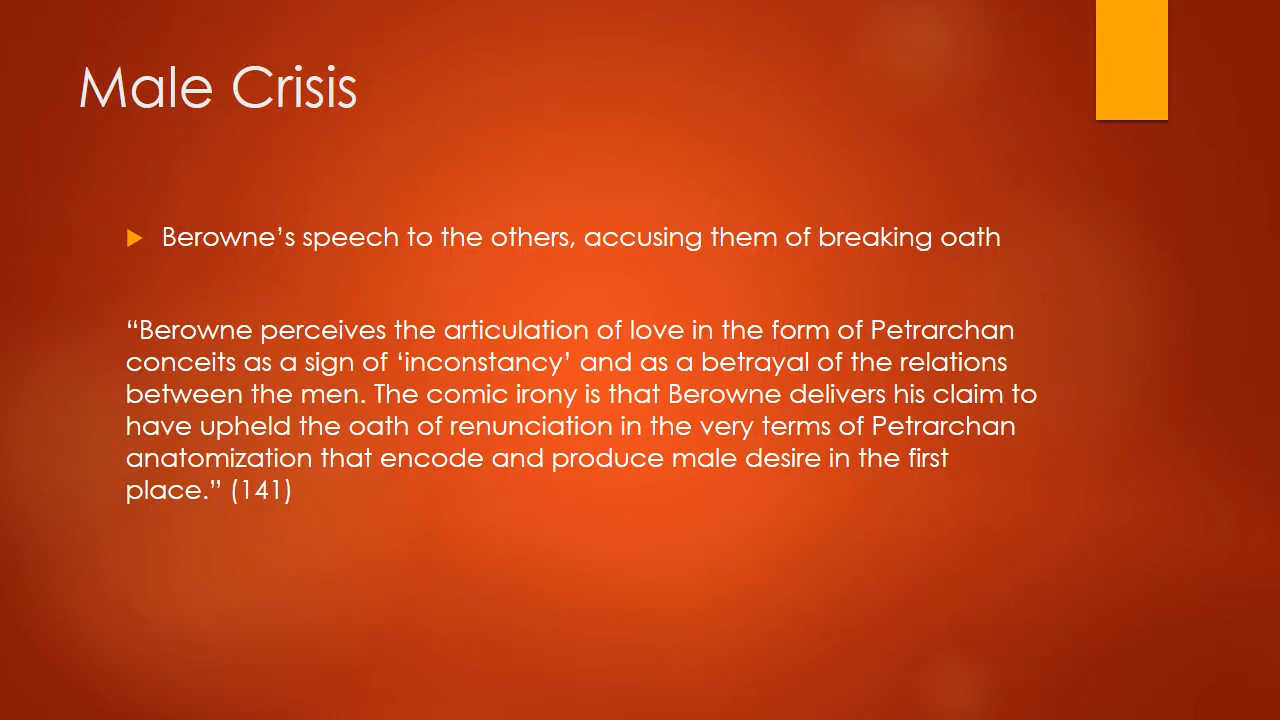 Male Crisis
Berowne’s speech to the others, accusing them of breaking oath
“Berowne perceives the articulation of love in the form of Petrarchan
conceits as a sign of ‘inconstancy’ and as a betrayal of the relations
between the men. The comic irony is that Berowne delivers his claim to
have upheld the oath of renunciation in the very terms of Petrarchan
anatomization that encode and produce male desire in the first
place.” (141)